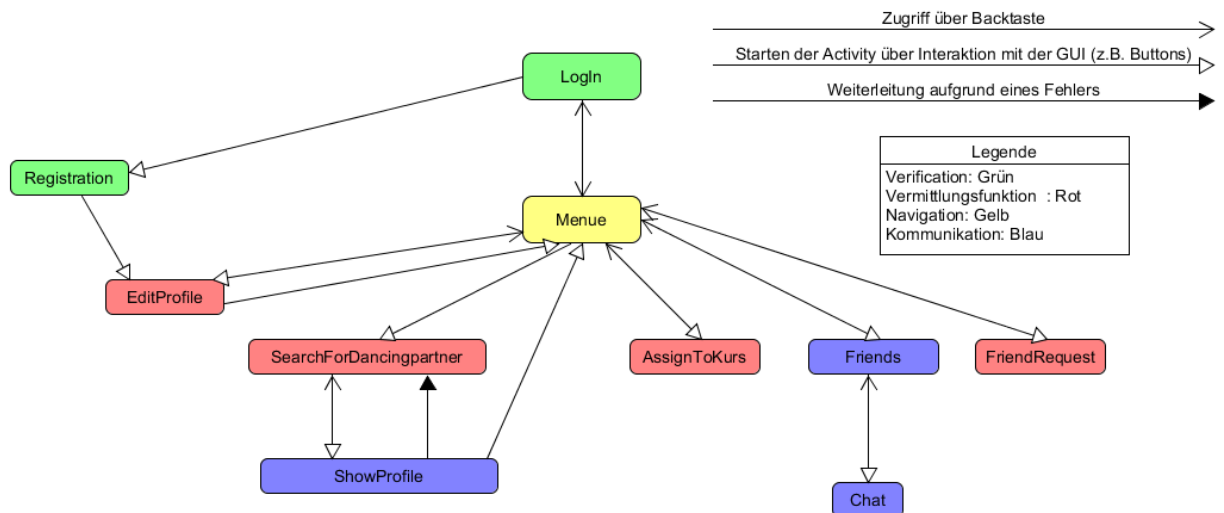 Zugriff über Backtaste
Starten der Activity über Interaktion mit der GUI (z.B. Buttons)
Weiterleitung aufgrund eines Fehlers
LogIn
Legende
Verification: Grün
Vermittlungsfunktion : Rot
Navigation: Gelb
Kommunikation: Blau
Registration
Menue
EditProfile
SearchForDancingpartner
AssignToKurs
Friends
FriendRequest
ShowProfile
Chat